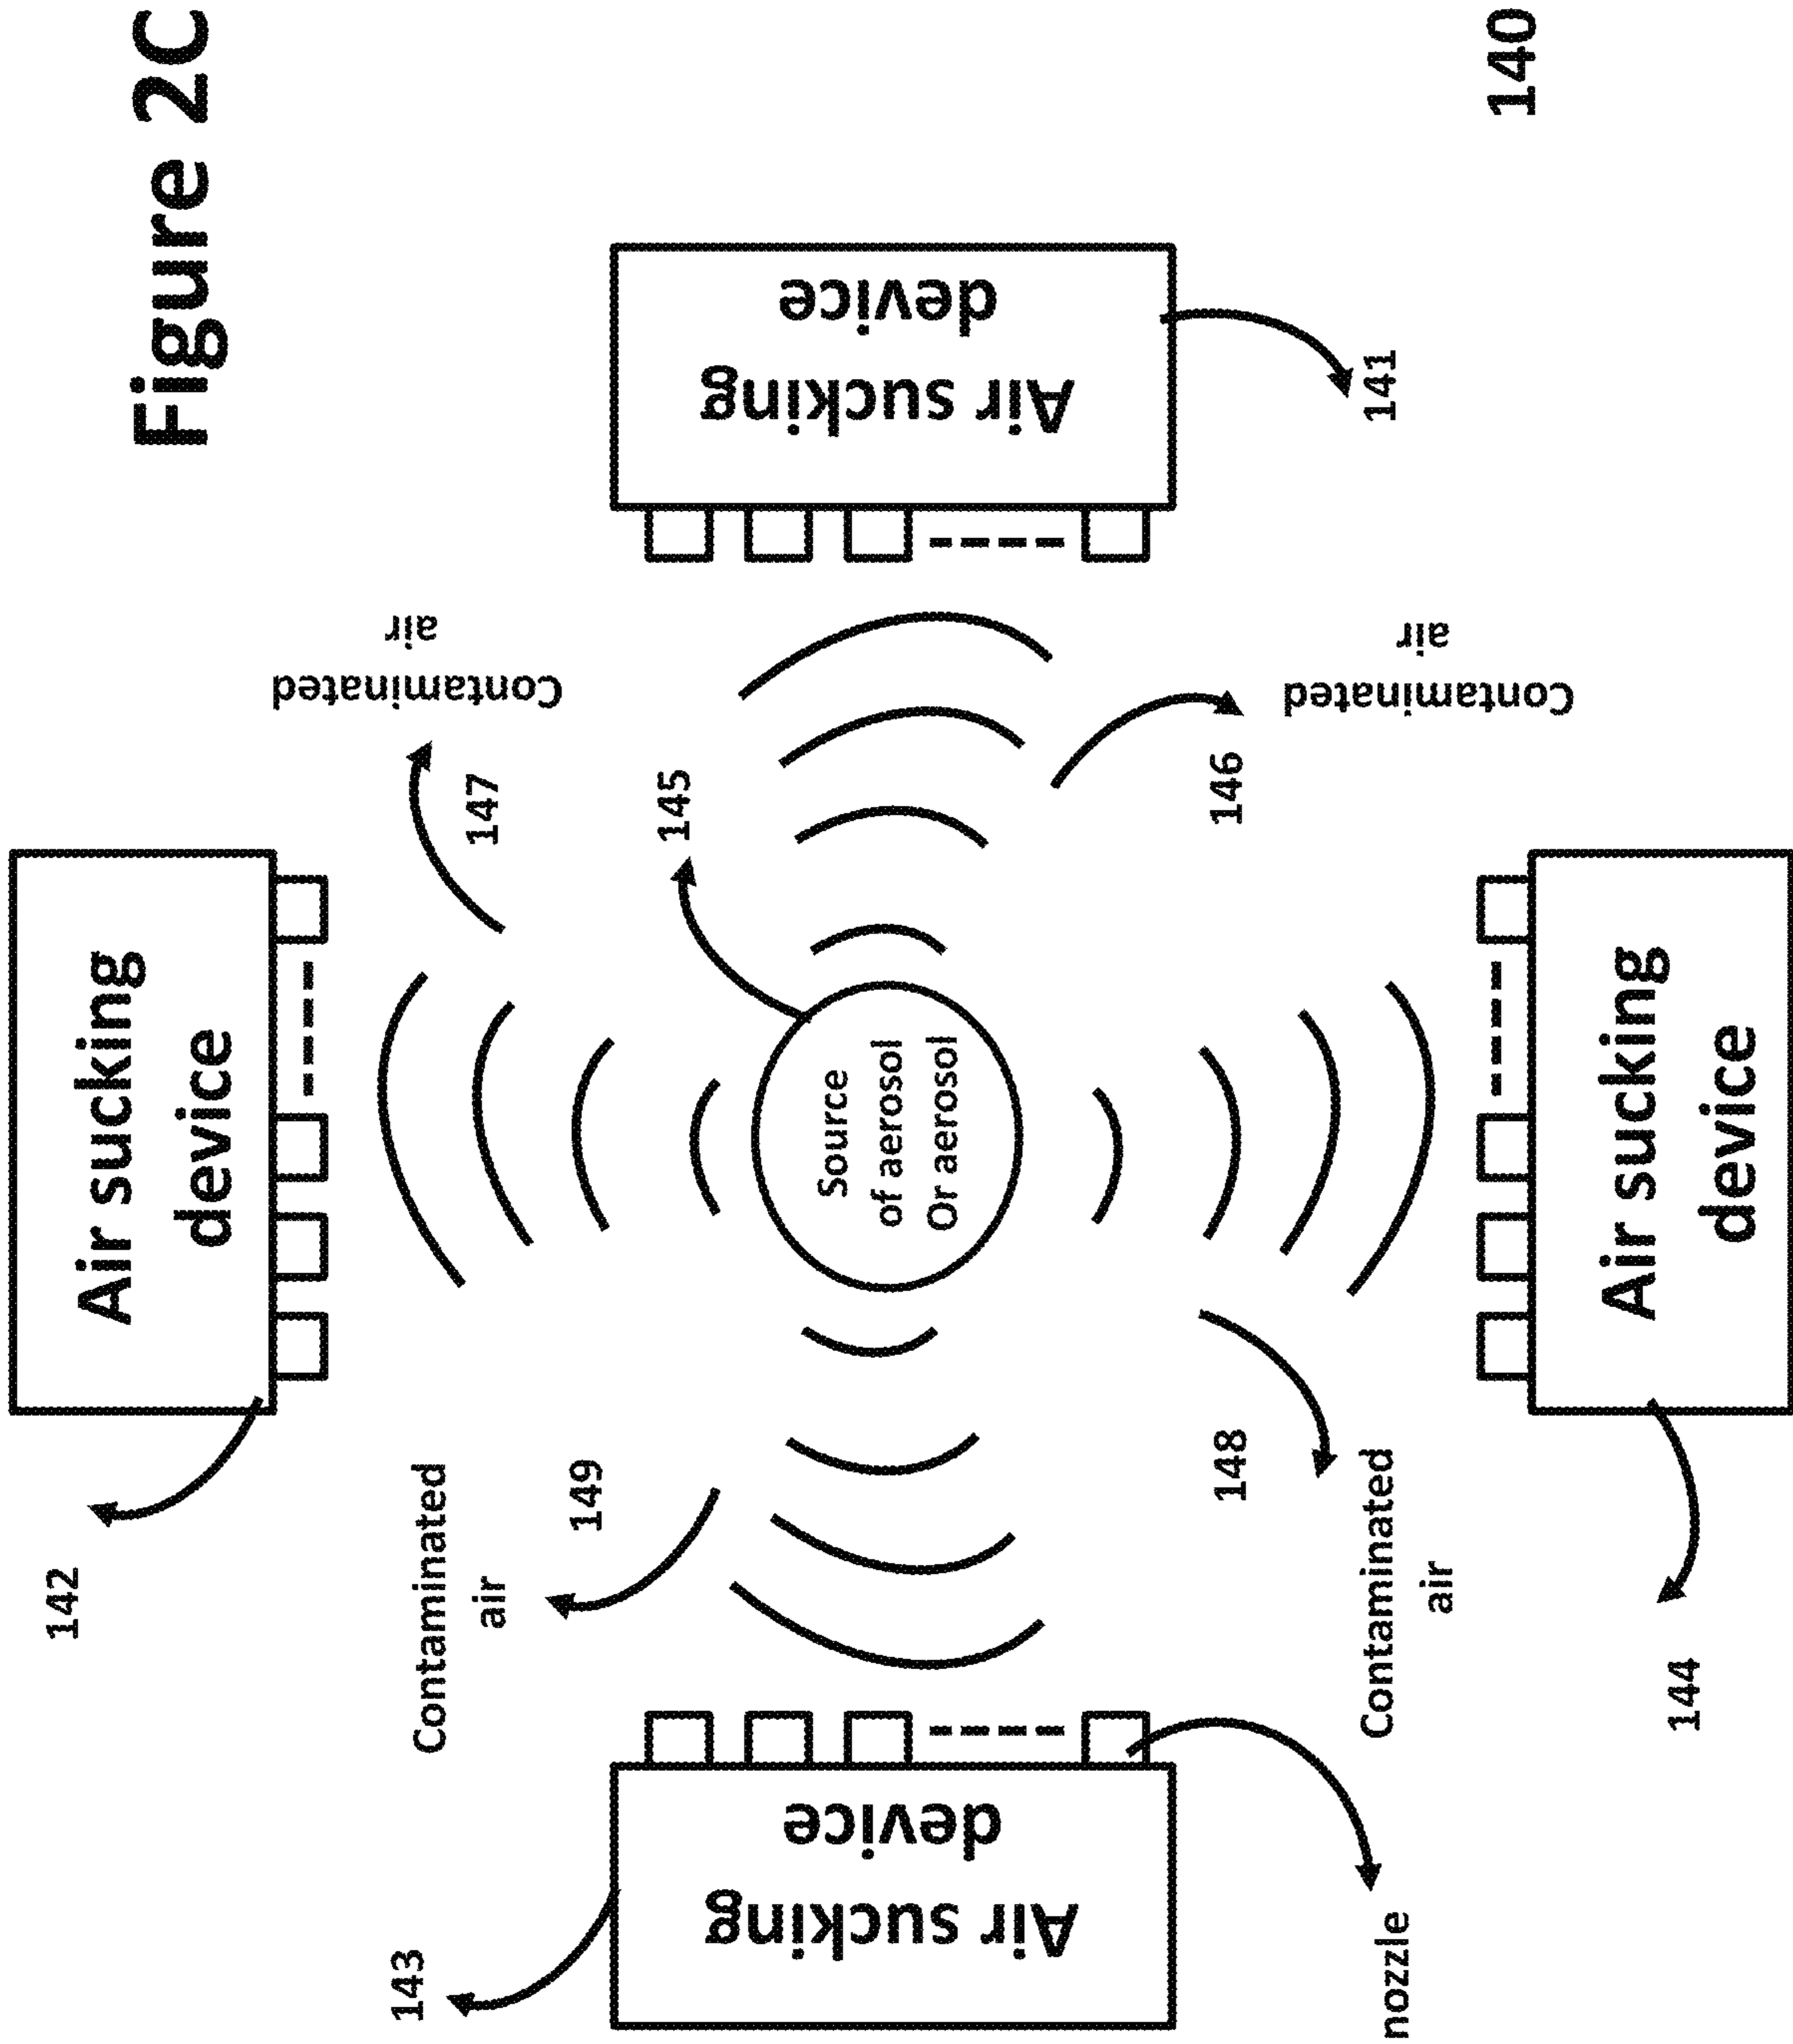 Figure 2C
142
Air sucking
device
Contaminated
air
147
143
Contaminated
air
149
145
Air sucking
device
Source
of aerosol
Or aerosol
Air sucking
device
148
146
Contaminated
air
nozzle
Contaminated
air
141
144
Air sucking
device
140